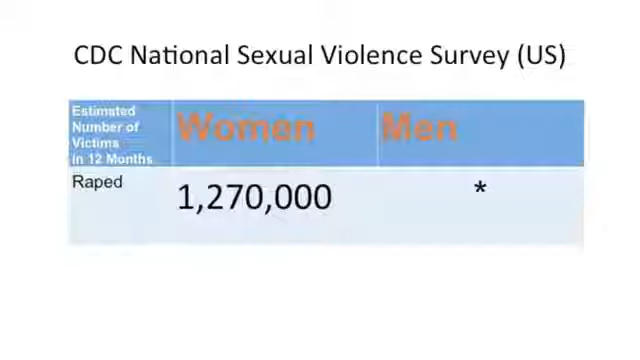 CDC National Sexual Violence Survey (US)
Estimated
Number of
Victims
in 12 Months
Women
Men
Raped
1,270,000
*